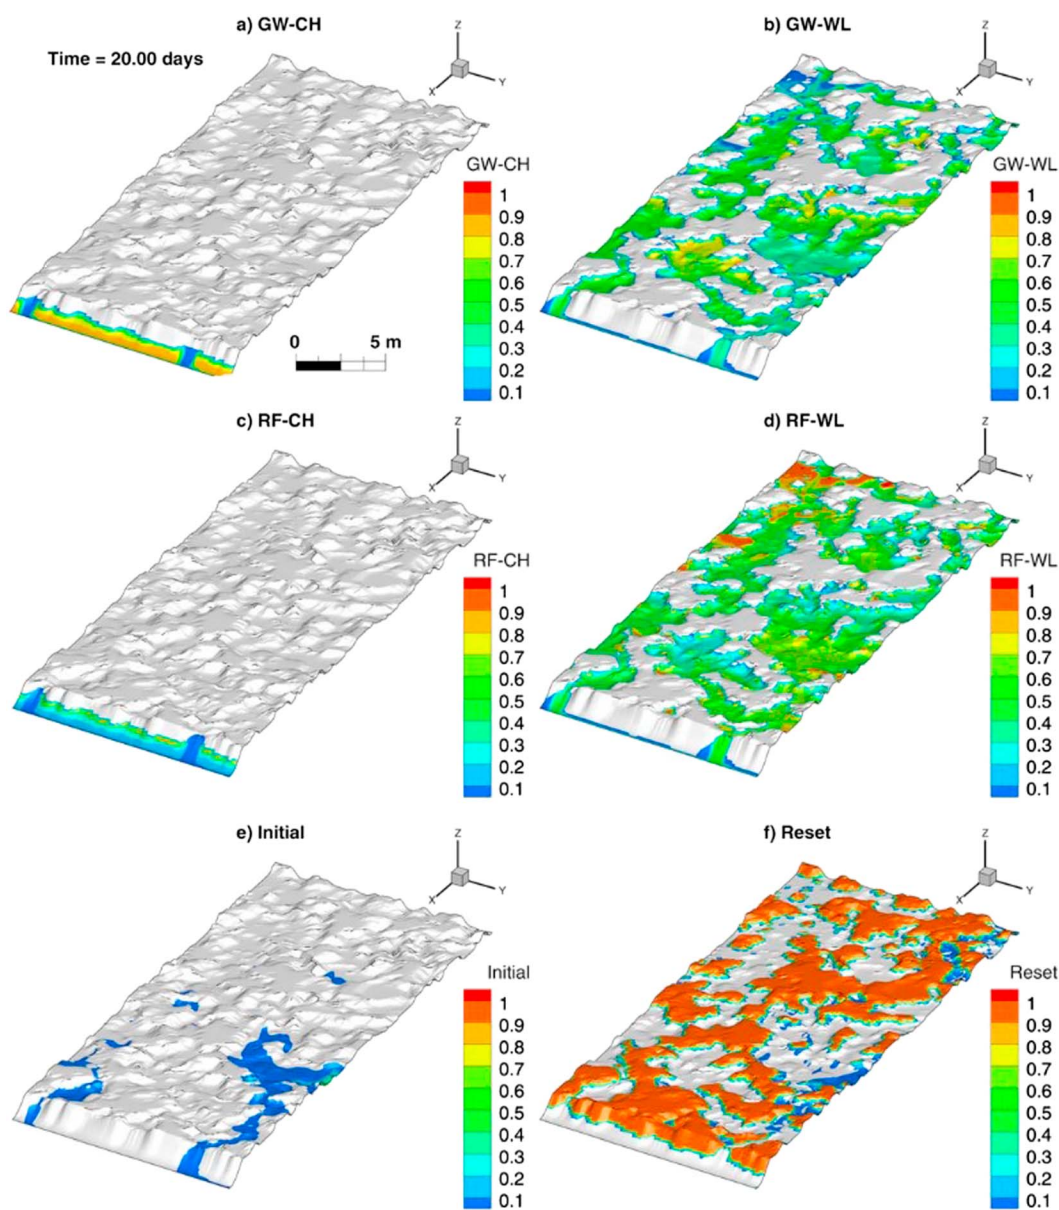 a) GW-CH
Time = 20.00 days
Z
X
Y
GW-CH
1
0.9
0.8
0.7
0.6
0.5
0.4
0.3
0.2
0.1
0 5 m
b) GW-WL
Z
X
Y
GW-WL
1
0.9
0.8
0.7
0.6
0.5
0.4
0.3
0.2
0.1
c) RF-CH
Z
X
Y
RF-CH
1
0.9
0.8
0.7
0.6
0.5
0.4
0.3
0.2
0.1
d) RF-WL
Z
X
Y
RF-WL
1
0.9
0.8
0.7
0.6
0.5
0.4
0.3
0.2
0.1
e) Initial
Z
X
Y
Initial
1
0.9
0.8
0.7
0.6
0.5
0.4
0.3
0.2
0.1
f) Reset
Z
X
Y
Reset
1
0.9
0.8
0.7
0.6
0.5
0.4
0.3
0.2
0.1